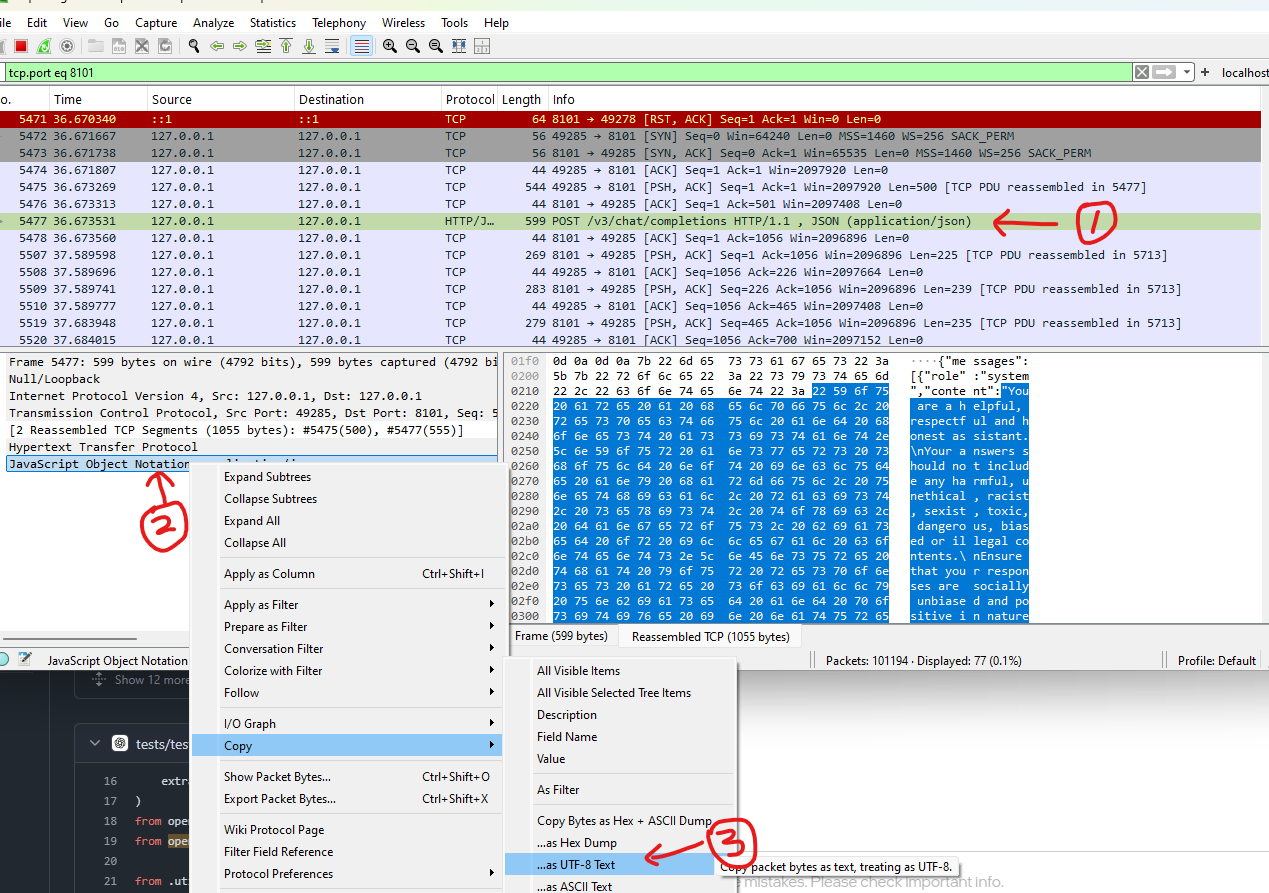 ile Edit View Go Capture Analyze Statistics Telephony Wireless Tools Help
tcp.port eq 8101
+ localhost
o. Time Source Destination Protocol Length Info
5471 36.670340 ::1 ::1 TCP 64 8101 → 49278 [RST, ACK] Seq=1 Ack=1 Win=0 Len=0
5472 36.671667 127.0.0.1 127.0.0.1 TCP 56 49285 → 8101 [SYN] Seq=0 Win=64240 Len=0 MSS=1460 WS=256 SACK_PERM
5473 36.671738 127.0.0.1 127.0.0.1 TCP 56 8101 → 49285 [SYN, ACK] Seq=0 Ack=1 Win=65535 Len=0 MSS=1460 WS=256 SACK_PERM
5474 36.671807 127.0.0.1 127.0.0.1 TCP 44 49285 → 8101 [ACK] Seq=1 Ack=1 Win=2097920 Len=0
5475 36.673269 127.0.0.1 127.0.0.1 TCP 544 49285 → 8101 [PSH, ACK] Seq=1 Ack=1 Win=2097920 Len=500 [TCP PDU reassembled in 5477]
5476 36.673313 127.0.0.1 127.0.0.1 TCP 44 8101 → 49285 [ACK] Seq=1 Ack=501 Win=2097408 Len=0
5477 36.673531 127.0.0.1 127.0.0.1 HTTP/J… 599 POST /v3/chat/completions HTTP/1.1 , JSON (application/json)
1
5478 36.673560 127.0.0.1 127.0.0.1 TCP 44 8101 → 49285 [ACK] Seq=1 Ack=1056 Win=2096896 Len=0
5507 37.589598 127.0.0.1 127.0.0.1 TCP 269 8101 → 49285 [PSH, ACK] Seq=1 Ack=1056 Win=2096896 Len=225 [TCP PDU reassembled in 5713]
5508 37.589696 127.0.0.1 127.0.0.1 TCP 44 49285 → 8101 [ACK] Seq=1056 Ack=226 Win=2097664 Len=0
5509 37.589741 127.0.0.1 127.0.0.1 TCP 283 8101 → 49285 [PSH, ACK] Seq=226 Ack=1056 Win=2096896 Len=239 [TCP PDU reassembled in 5713]
5510 37.589777 127.0.0.1 127.0.0.1 TCP 44 49285 → 8101 [ACK] Seq=1056 Ack=465 Win=2097408 Len=0
5519 37.683948 127.0.0.1 127.0.0.1 TCP 279 8101 → 49285 [PSH, ACK] Seq=465 Ack=1056 Win=2096896 Len=235 [TCP PDU reassembled in 5713]
5520 37.684015 127.0.0.1 127.0.0.1 TCP 44 49285 → 8101 [ACK] Seq=1056 Ack=700 Win=2097152 Len=0
Frame 5477: 599 bytes on wire (4792 bits), 599 bytes captured (4792 bi
Null/Loopback
Internet Protocol Version 4, Src: 127.0.0.1, Dst: 127.0.0.1
Transmission Control Protocol, Src Port: 49285, Dst Port: 8101, Seq: 5
[2 Reassembled TCP Segments (1055 bytes): #5475(500), #5477(555)]
Hypertext Transfer Protocol
JavaScript Object Notation
2
01f0 0d 0a 0d 0a 7b 22 6d 65 73 73 61 67 65 73 22 3a ····{"me ssages":
0200 5b 7b 22 72 6f 6c 65 22 3a 22 73 79 73 74 65 6d [{"role" :"system
0210 22 2c 22 63 6f 6e 74 65 6e 74 22 3a 22 59 6f 75 ","conte nt":"You
0220 20 61 72 65 20 61 20 68 65 6c 70 66 75 6c 2c 20 are a h elpful,
0230 72 65 73 70 65 63 74 66 75 6c 20 61 6e 64 20 68 respectf ul and h
0240 6f 6e 65 73 74 20 61 73 73 69 73 74 61 6e 74 2e onest as sistant.
0250 5c 6e 59 6f 75 72 20 61 6e 73 77 65 72 73 20 73 \nYour a nswers s
0260 68 6f 75 6c 64 20 6e 6f 74 20 69 6e 63 6c 75 64 hould no t includ
0270 65 20 61 6e 79 20 68 61 72 6d 66 75 6c 2c 20 75 e any ha rmful, u
0280 6e 65 74 68 69 63 61 6c 2c 20 72 61 63 69 73 74 nethical , racist
0290 2c 20 73 65 78 69 73 74 2c 20 74 6f 78 69 63 2c , sexist , toxic,
02a0 20 64 61 6e 67 65 72 6f 75 73 2c 20 62 69 61 73 dangero us, bias
02b0 65 64 20 6f 72 20 69 6c 6c 65 67 61 6c 20 63 6f ed or il legal co
02c0 6e 74 65 6e 74 73 2e 5c 6e 45 6e 73 75 72 65 20 ntents.\ nEnsure
02d0 74 68 61 74 20 79 6f 75 72 20 72 65 73 70 6f 6e that you r respon
02e0 73 65 73 20 61 72 65 20 73 6f 63 69 61 6c 6c 79 ses are socially
02f0 20 75 6e 62 69 61 73 65 64 20 61 6e 64 20 70 6f unbiase d and po
0300 73 69 74 69 76 65 20 69 6e 20 6e 61 74 75 72 65 sitive i n nature
Frame (599 bytes) Reassembled TCP (1055 bytes)
JavaScript Object Notation
Packets: 101194 · Displayed: 77 (0.1%) Profile: Default
Expand Subtrees
Collapse Subtrees
Expand All
Collapse All
Apply as Column Ctrl+Shift+I
Apply as Filter
Prepare as Filter
Conversation Filter
Colorize with Filter
Follow
I/O Graph
Copy
Show Packet Bytes... Ctrl+Shift+O
Export Packet Bytes... Ctrl+Shift+X
Wiki Protocol Page
Filter Field Reference
Protocol Preferences
All Visible Items
All Visible Selected Tree Items
Description
Field Name
Value
As Filter
Copy Bytes as Hex + ASCII Dump
...as Hex Dump
...as UTF-8 Text
...as ASCII Text
3
Copy packet bytes as text, treating as UTF-8.
Show 12 more
tests/tes
16 extra
17 )
18 from ope
19 from ope
20
21 from .ut
e mistakes. Please check important info.